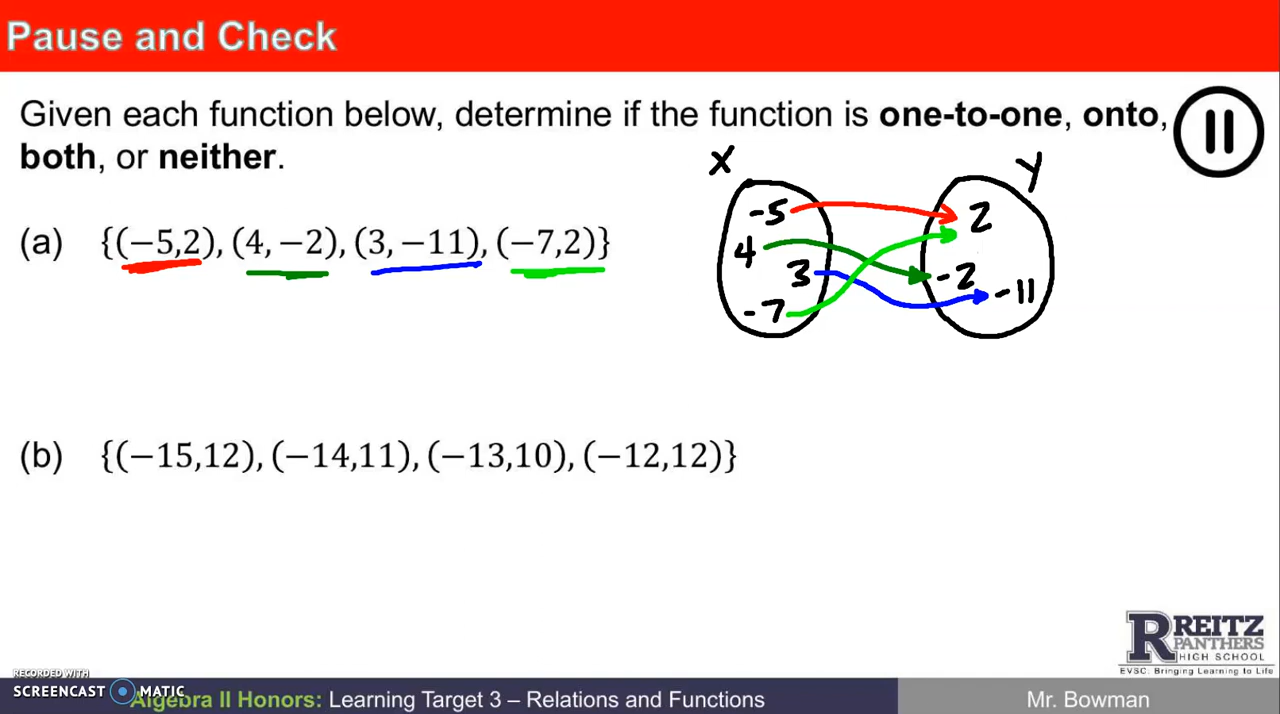 Pause and Check
Given each function below, determine if the function is one-to-one, onto,
both, or neither.
X
Y
(a) {(−5,2), (4, −2), (3, −11), (−7,2)}
-5
4
3
-7
2
-2
-11
(b) {(−15,12), (−14,11), (−13,10), (−12,12)}
R REITZ
PANTHERS
HIGH SCHOOL
EVSC: Bringing Learning to Life
RECORDED WITH
SCREENCAST MATIC
Algebra II Honors: Learning Target 3 – Relations and Functions
Mr. Bowman